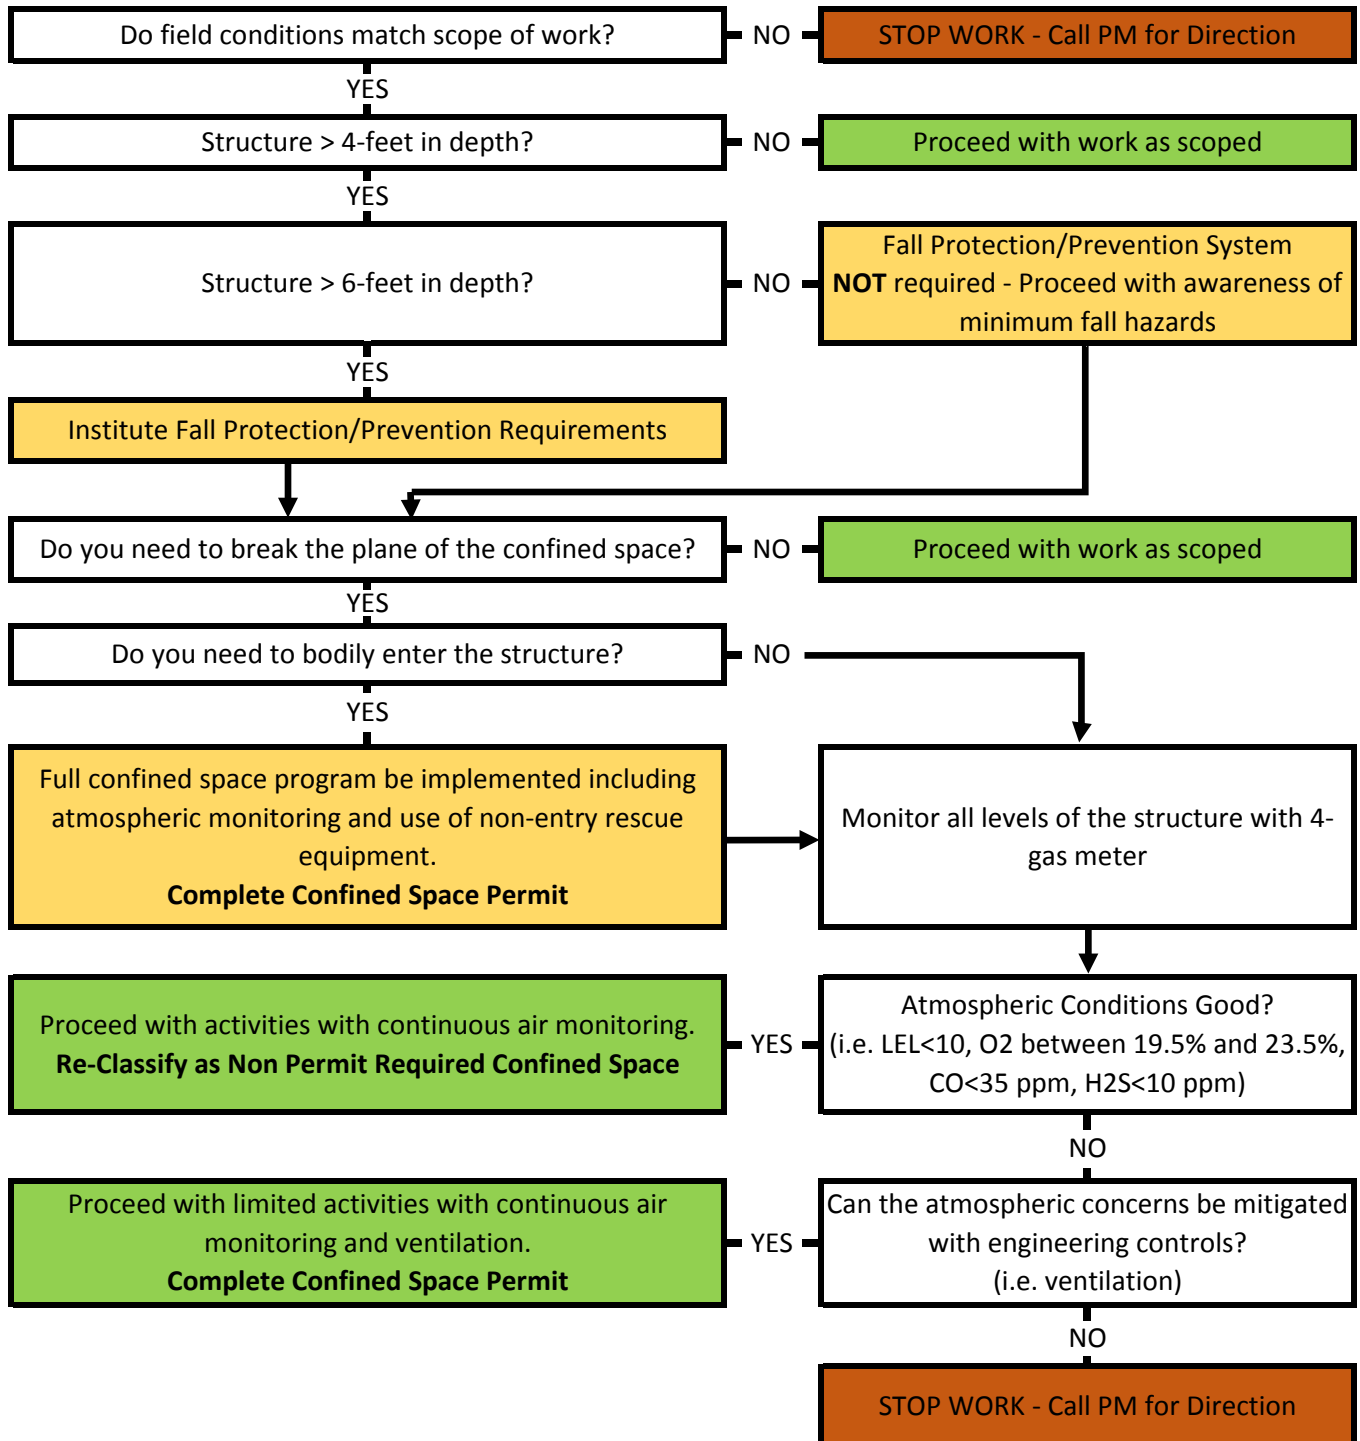 Do field conditions match scope of work?
NO
STOP WORK - Call PM for Direction
YES
Structure > 4-feet in depth?
NO
Proceed with work as scoped
YES
Structure > 6-feet in depth?
NO
Fall Protection/Prevention System
NOT required - Proceed with awareness of
minimum fall hazards
YES
Institute Fall Protection/Prevention Requirements
Do you need to break the plane of the confined space?
NO
Proceed with work as scoped
YES
Do you need to bodily enter the structure?
NO
YES
Full confined space program be implemented including
atmospheric monitoring and use of non-entry rescue
equipment.
Complete Confined Space Permit
Monitor all levels of the structure with 4-
gas meter
Proceed with activities with continuous air monitoring.
Re-Classify as Non Permit Required Confined Space
YES
Atmospheric Conditions Good?
(i.e. LEL<10, O2 between 19.5% and 23.5%,
CO<35 ppm, H2S<10 ppm)
NO
Proceed with limited activities with continuous air
monitoring and ventilation.
Complete Confined Space Permit
YES
Can the atmospheric concerns be mitigated
with engineering controls?
(i.e. ventilation)
NO
STOP WORK - Call PM for Direction